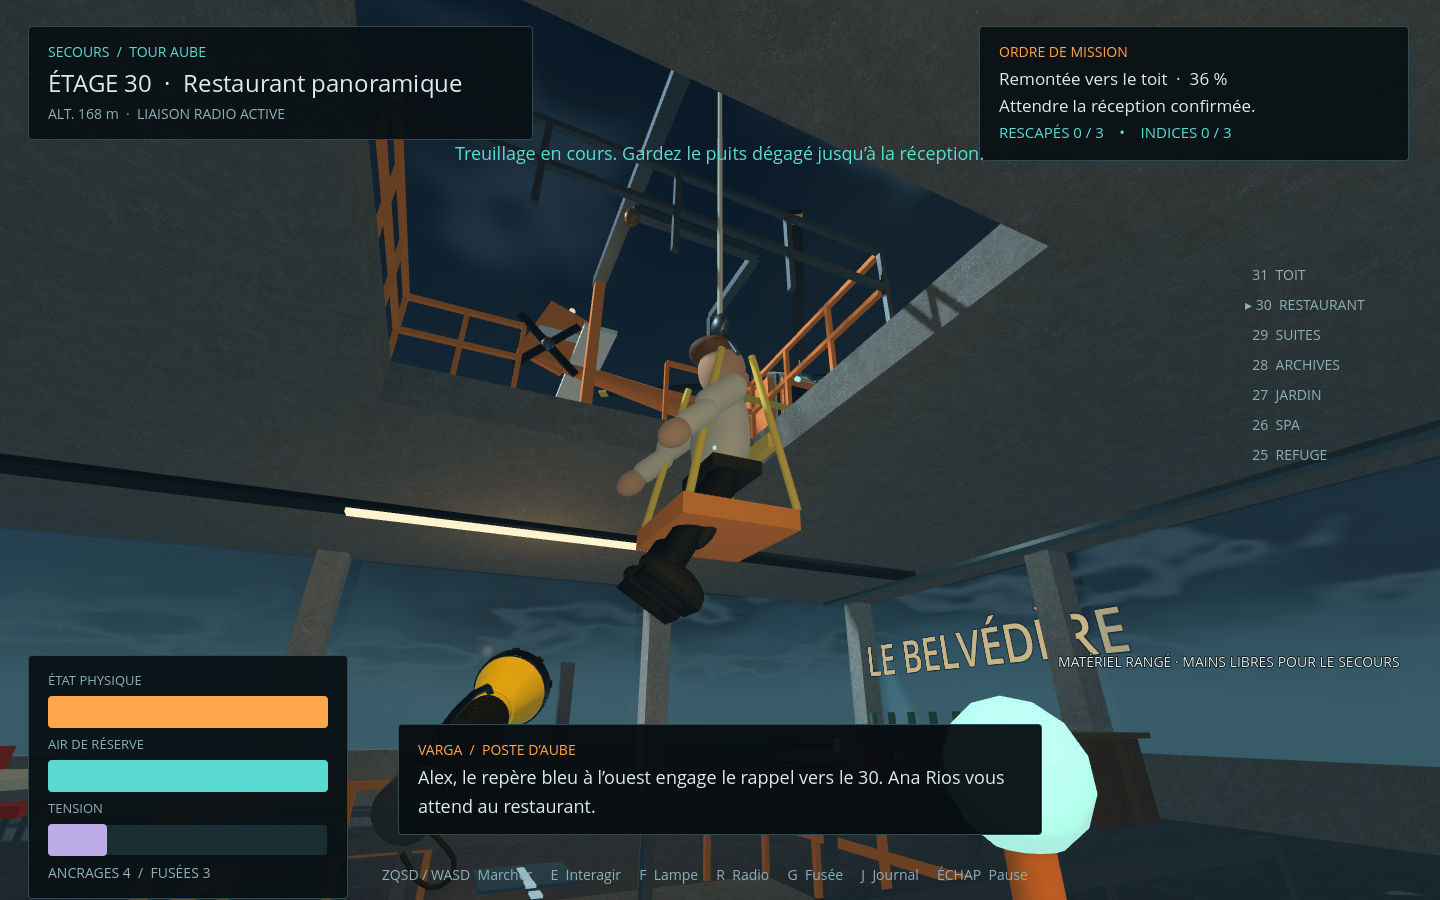 SECOURS / TOUR AUBE
ÉTAGE 30 · Restaurant panoramique
ALT. 168 m · LIAISON RADIO ACTIVE
ORDRE DE MISSION
Remontée vers le toit · 36 %
Attendre la réception confirmée.
RESCAPÉS 0 / 3 • INDICES 0 / 3
Treuillage en cours. Gardez le puits dégagé jusqu’à la réception.
31 TOIT
▸ 30 RESTAURANT
29 SUITES
28 ARCHIVES
27 JARDIN
26 SPA
25 REFUGE
LE BELVÉDÈRE
MATÉRIEL RANGÉ · MAINS LIBRES POUR LE SECOURS
ÉTAT PHYSIQUE
AIR DE RÉSERVE
TENSION
ANCRAGES 4 / FUSÉES 3
VARGA / POSTE D’AUBE
Alex, le repère bleu à l’ouest engage le rappel vers le 30. Ana Rios vous
attend au restaurant.
ZQSD / WASD Marcher E Interagir F Lampe R Radio G Fusée J Journal ÉCHAP Pause